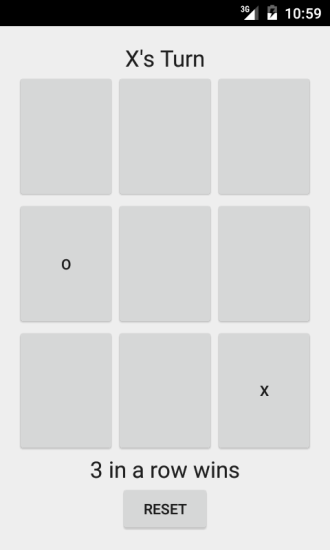 3G 10:59
X's Turn
O
X
3 in a row wins
RESET